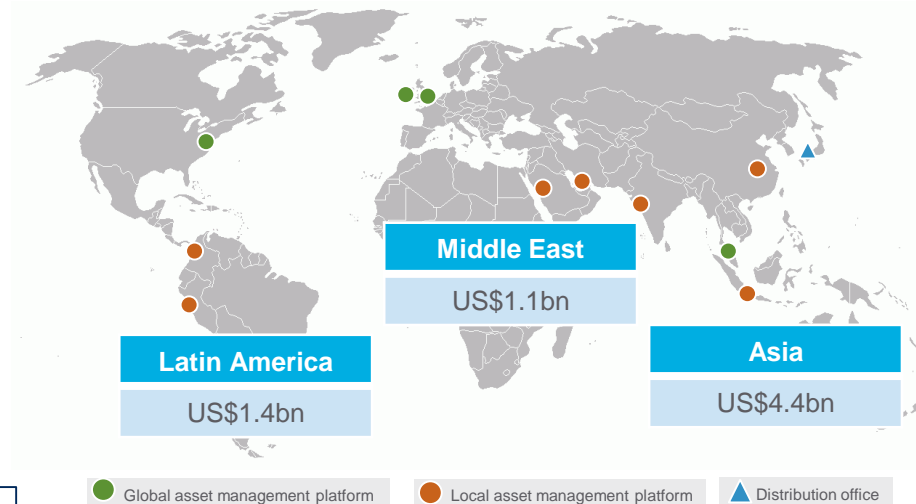 Middle East
US$1.1bn
Latin America
US$1.4bn
Asia
US$4.4bn
Global asset management platform
Local asset management platform
Distribution office